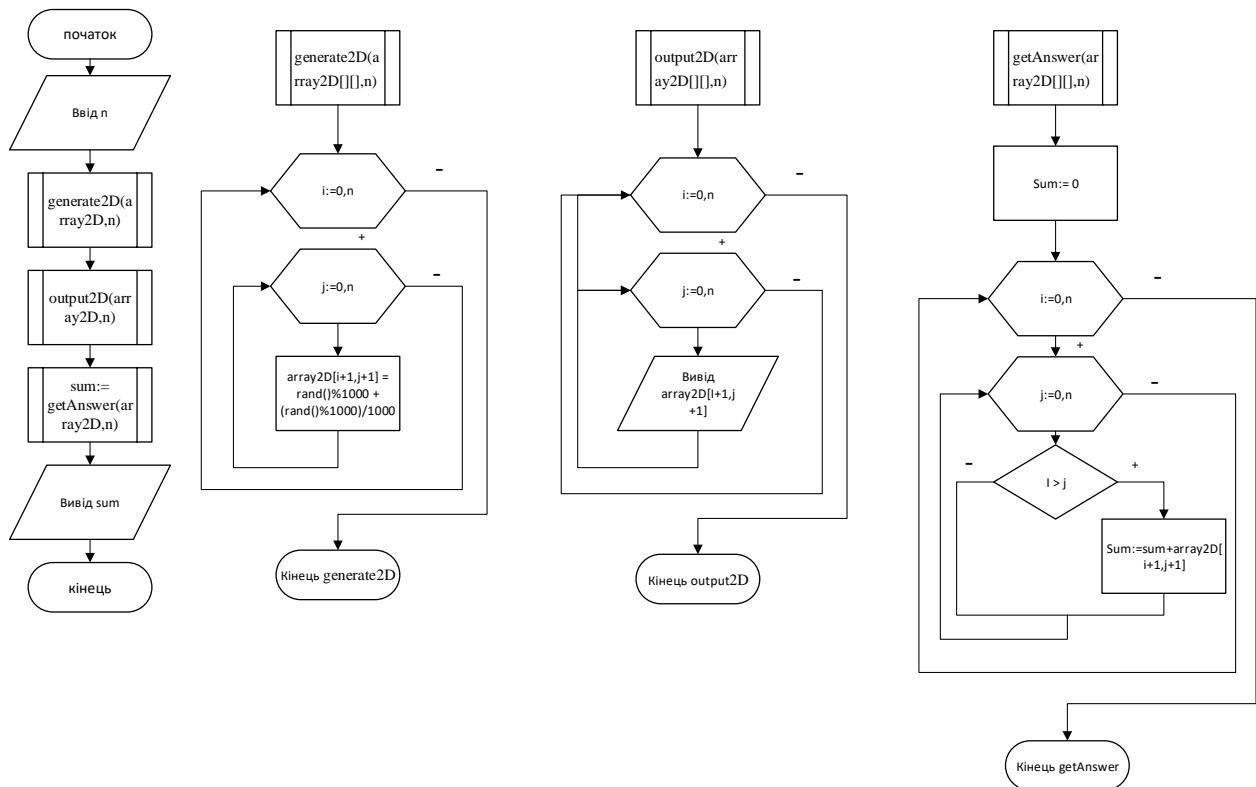 початок
Ввід n
generate2D(a
rray2D,n)
output2D(arr
ay2D,n)
sum:=
getAnswer(ar
ray2D,n)
Вивід sum
кінець
generate2D(a
rray2D[][],n)
i:=0,n
–
+
j:=0,n
–
array2D[i+1,j+1] =
rand()%1000 +
(rand()%1000)/1000
Кінець generate2D
output2D(arr
ay2D[][],n)
i:=0,n
–
+
j:=0,n
–
Вивід
array2D[I+1,j
+1]
Кінець output2D
getAnswer(ar
ray2D[][],n)
Sum:= 0
i:=0,n
–
+
j:=0,n
–
–
I > j
+
Sum:=sum+array2D[
i+1,j+1]
Кінець getAnswer